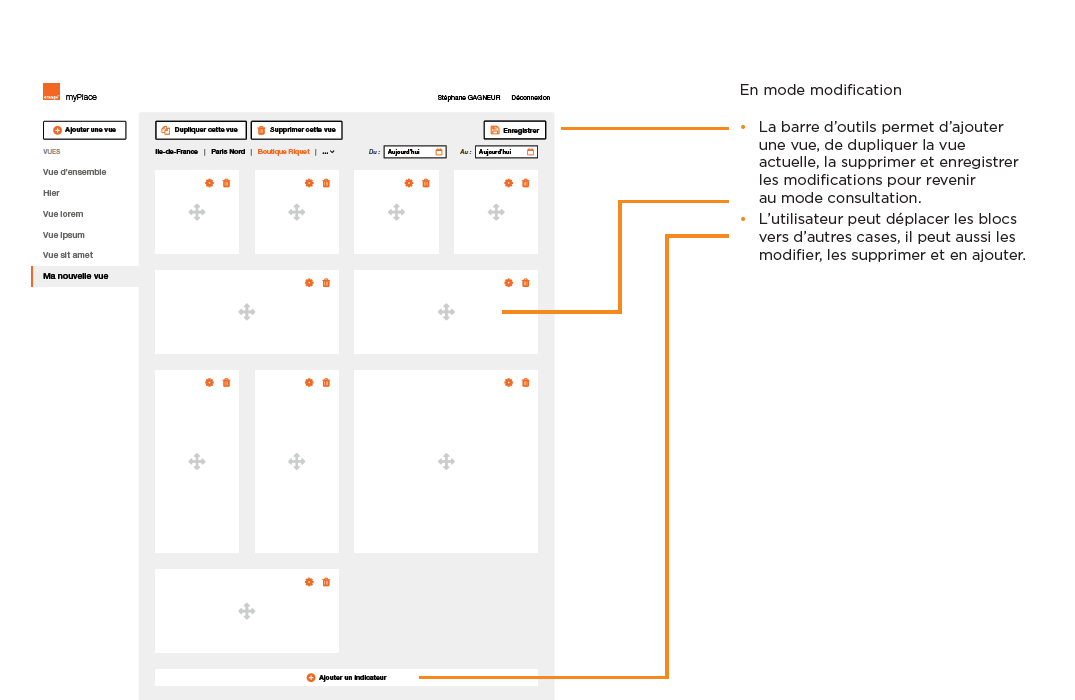 myPlace
Stéphane GAGNEUR Déconnexion
Ajouter une vue
Dupliquer cette vue
Supprimer cette vue
Enregistrer
VUES
Ile-de-France | Paris Nord | Boutique Riquet | ...
Du : Aujourd'hui
Au : Aujourd'hui
Vue d'ensemble
Hier
Vue lorem
Vue ipsum
Vue sit amet
Ma nouvelle vue
Ajouter un indicateur
En mode modification
• La barre d’outils permet d’ajouter
une vue, de dupliquer la vue
actuelle, la supprimer et enregistrer
les modifications pour revenir
au mode consultation.
• L’utilisateur peut déplacer les blocs
vers d’autres cases, il peut aussi les
modifier, les supprimer et en ajouter.